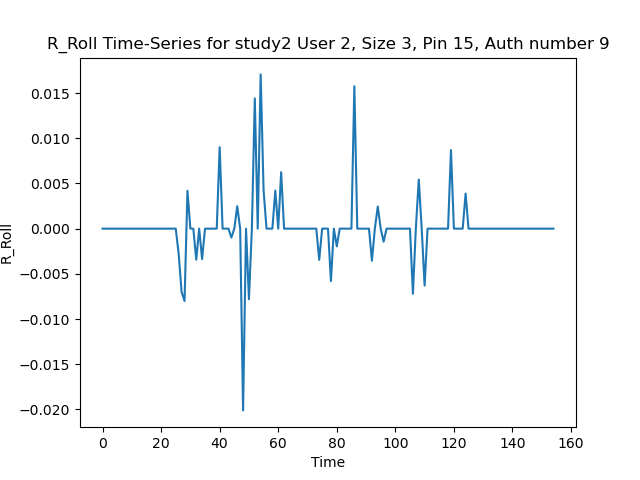 R_Roll Time-Series for study2 User 2, Size 3, Pin 15, Auth number 9
0.015
0.010
0.005
0.000
−0.005
−0.010
−0.015
−0.020
R_Roll
0 20 40 60 80 100 120 140 160
Time